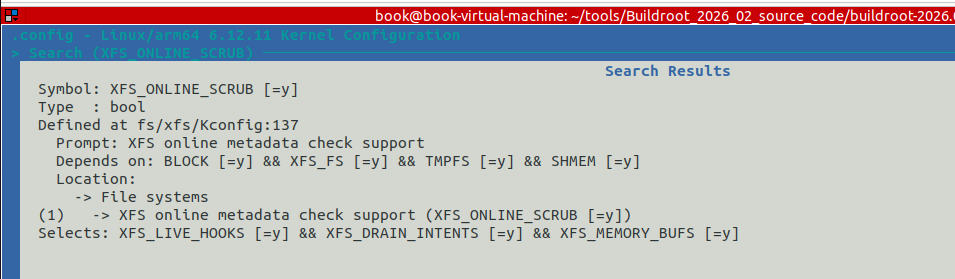 book@book-virtual-machine: ~/tools/Buildroot_2026_02_source_code/buildroot-2026.
.config - Linux/arm64 6.12.11 Kernel Configuration
> Search (XFS_ONLINE_SCRUB)
Search Results
Symbol: XFS_ONLINE_SCRUB [=y]
Type  : bool
Defined at fs/xfs/Kconfig:137
  Prompt: XFS online metadata check support
  Depends on: BLOCK [=y] && XFS_FS [=y] && TMPFS [=y] && SHMEM [=y]
  Location:
    -> File systems
(1)   -> XFS online metadata check support (XFS_ONLINE_SCRUB [=y])
Selects: XFS_LIVE_HOOKS [=y] && XFS_DRAIN_INTENTS [=y] && XFS_MEMORY_BUFS [=y]